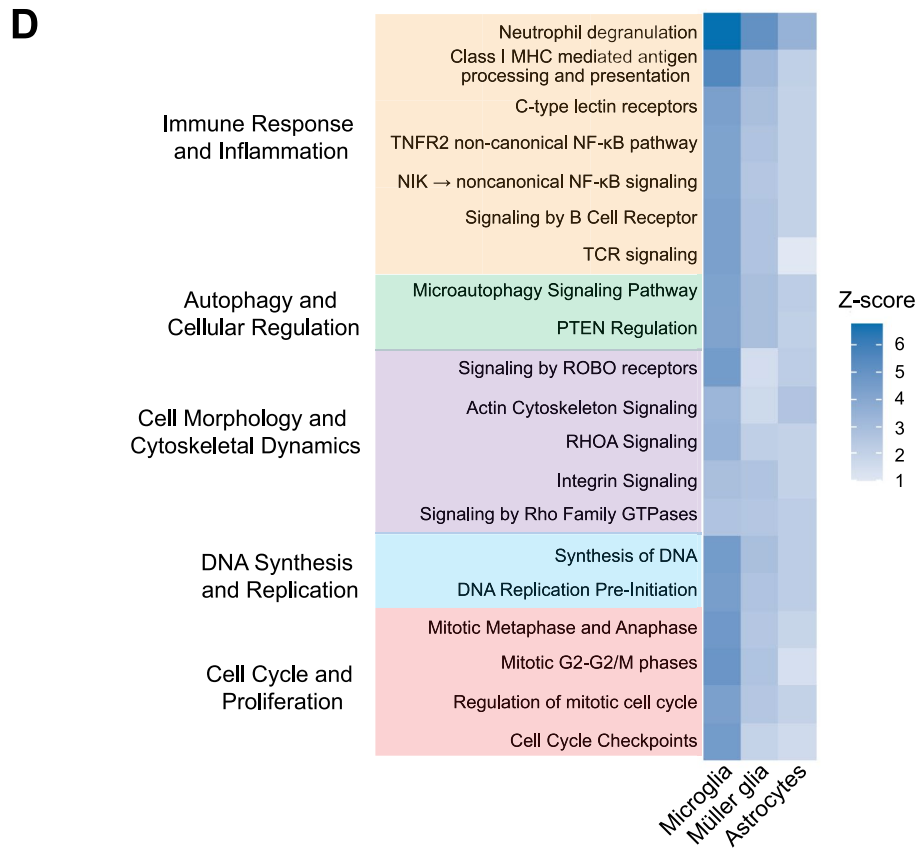 D
Immune Response
and Inflammation
Neutrophil degranulation
Class I MHC mediated antigen
processing and presentation
C-type lectin receptors
TNFR2 non-canonical NF-κB pathway
NIK → noncanonical NF-κB signaling
Signaling by B Cell Receptor
TCR signaling
Autophagy and
Cellular Regulation
Microautophagy Signaling Pathway
PTEN Regulation
Cell Morphology and
Cytoskeletal Dynamics
Signaling by ROBO receptors
Actin Cytoskeleton Signaling
RHOA Signaling
Integrin Signaling
Signaling by Rho Family GTPases
DNA Synthesis
and Replication
Synthesis of DNA
DNA Replication Pre-Initiation
Cell Cycle and
Proliferation
Mitotic Metaphase and Anaphase
Mitotic G2-G2/M phases
Regulation of mitotic cell cycle
Cell Cycle Checkpoints
Microglia
Müller glia
Astrocytes
Z-score
6
5
4
3
2
1